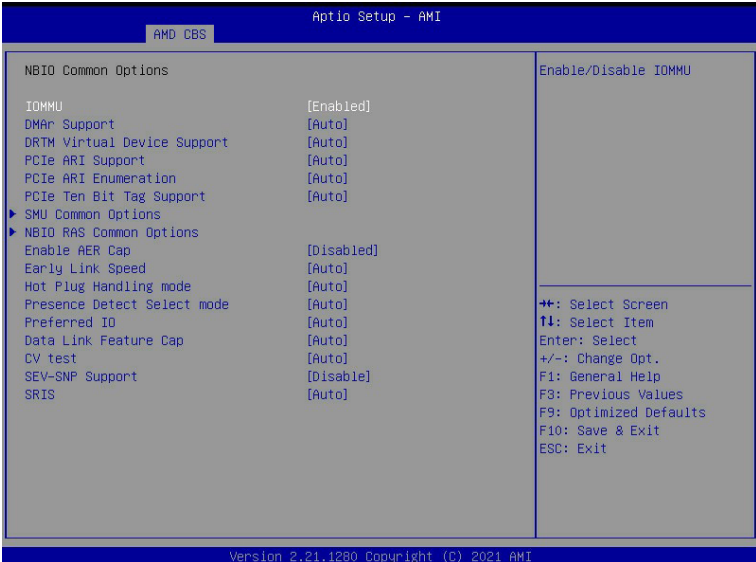 Aptio Setup – AMI
AMD CBS
NBIO Common Options
Enable/Disable IOMMU
IOMMU [Enabled]
DMAr Support [Auto]
DRTM Virtual Device Support [Auto]
PCIe ARI Support [Auto]
PCIe ARI Enumeration [Auto]
PCIe Ten Bit Tag Support [Auto]
SMU Common Options
NBIO RAS Common Options
Enable AER Cap [Disabled]
Early Link Speed [Auto]
Hot Plug Handling mode [Auto]
Presence Detect Select mode [Auto]
Preferred IO [Auto]
Data Link Feature Cap [Auto]
CV test [Auto]
SEV-SNP Support [Disable]
SRIS [Auto]
→←: Select Screen
↑↓: Select Item
Enter: Select
+/-: Change Opt.
F1: General Help
F3: Previous Values
F9: Optimized Defaults
F10: Save & Exit
ESC: Exit
Version 2.21.1280 Copyright (C) 2021 AMI